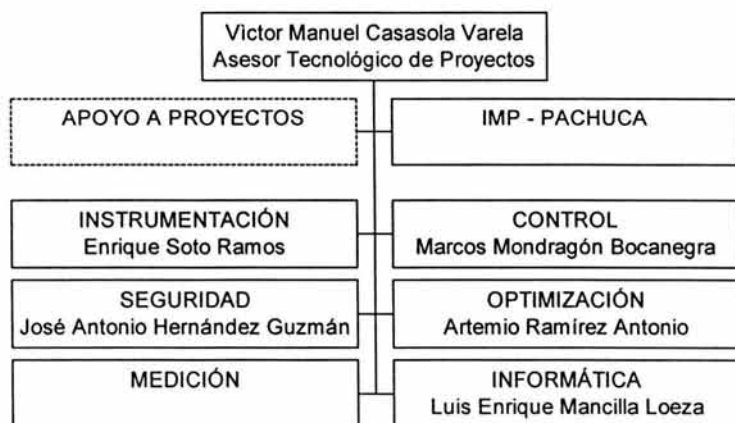 Vìctor Manuel Casasola Varela
Asesor Tecnológico de Proyectos
APOYO A PROYECTOS
IMP - PACHUCA
INSTRUMENTACIÓN
Enrique Soto Ramos
CONTROL
Marcos Mondragón Bocanegra
SEGURIDAD
José Antonio Hernández Guzmán
OPTIMIZACIÓN
Artemio Ramírez Antonio
MEDICIÓN
INFORMÁTICA
Luis Enrique Mancilla Loeza